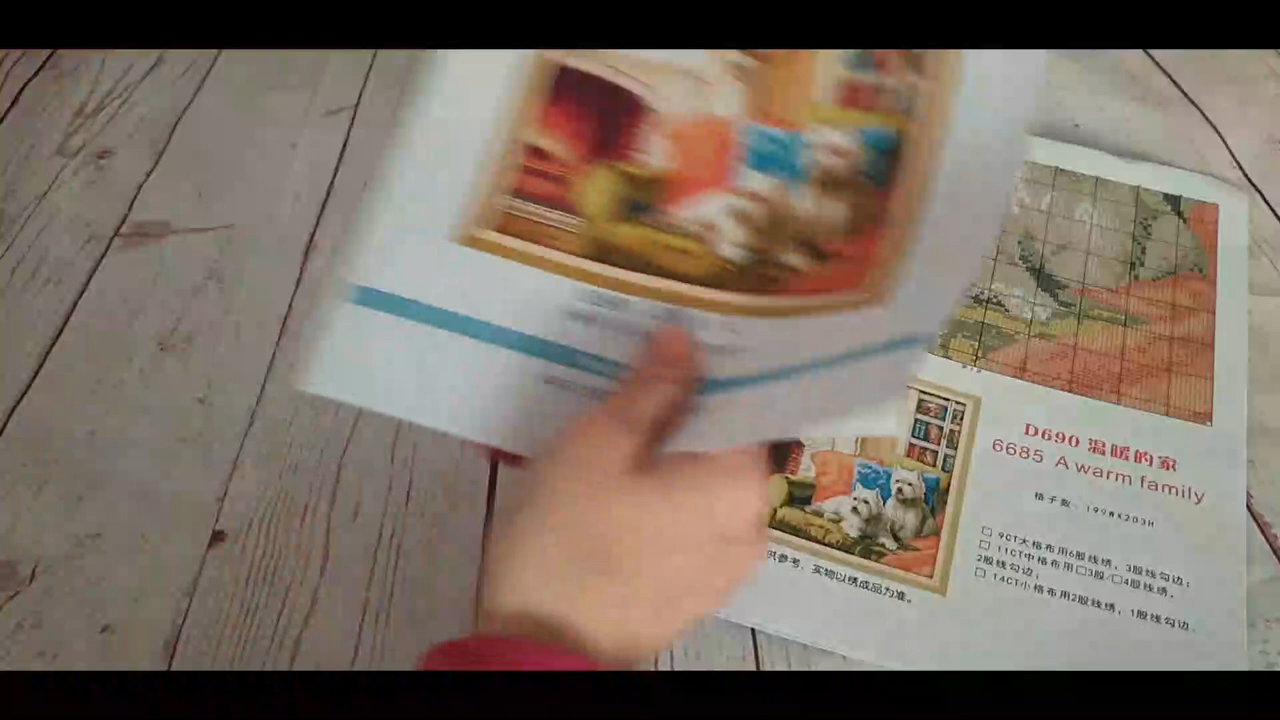 D690 温暖的家
6685 A warm family
格子数: 199W×203H
□ 9CT大格布用6股线绣, 3股线勾边;
□ 11CT中格布用□3股/□4股线绣,
2股线勾边;
□ 14CT小格布用2股线绣, 1股线勾边.
供参考, 实物以绣成品为准。